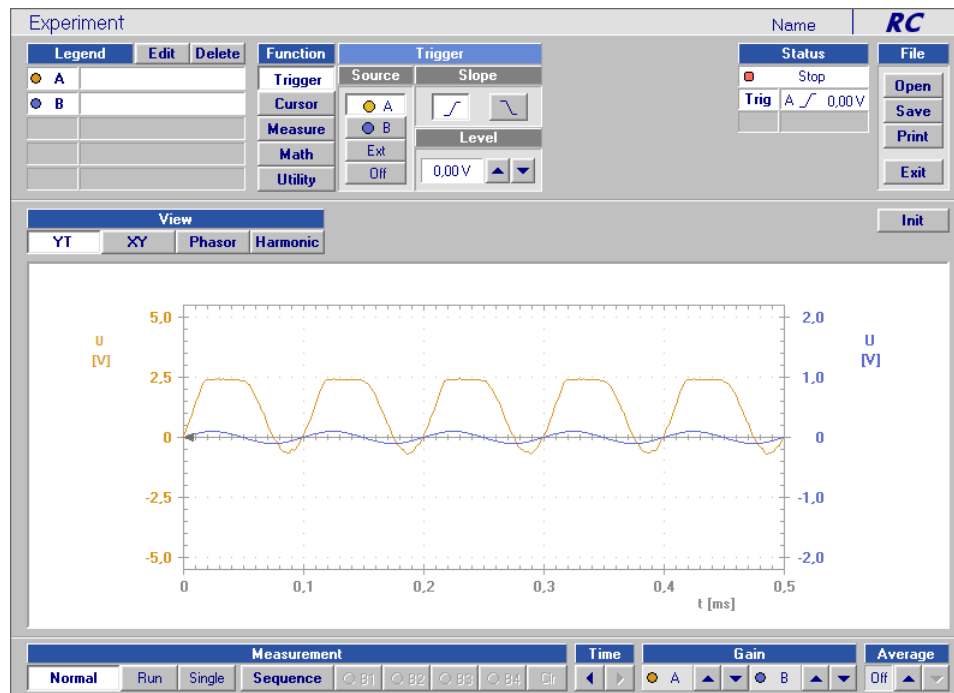 Experiment Name RC
Legend Edit Delete Function Trigger Status File
A Trigger Source Slope Stop Open
B Cursor A Trig A 0,00 V Save
Measure B Level Print
Math Ext
Utility Off 0,00 V Exit
View Init
YT XY Phasor Harmonic
5,0 2,0
U U
[V] [V]
2,5 1,0
0 0
-2,5 -1,0
-5,0 -2,0
0 0,1 0,2 0,3 0,4 0,5
t [ms]
Measurement Time Gain Average
Normal Run Single Sequence B1 B2 B3 B4 Clr A B Off